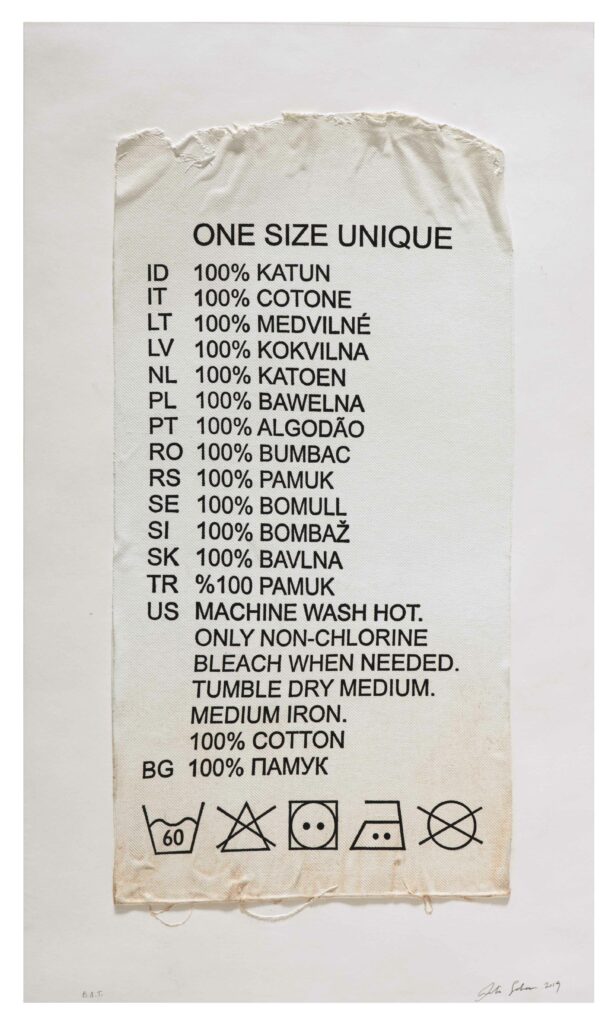 ONE SIZE UNIQUE
ID 100% KATUN
IT 100% COTONE
LT 100% MEDVILNÉ
LV 100% KOKVILNA
NL 100% KATOEN
PL 100% BAWELNA
PT 100% ALGODÃO
RO 100% BUMBAC
RS 100% PAMUK
SE 100% BOMULL
SI 100% BOMBAŽ
SK 100% BAVLNA
TR %100 PAMUK
US MACHINE WASH HOT.
ONLY NON-CHLORINE
BLEACH WHEN NEEDED.
TUMBLE DRY MEDIUM.
MEDIUM IRON.
100% COTTON
BG 100% ПАМУК
60
B.A.T. 2019